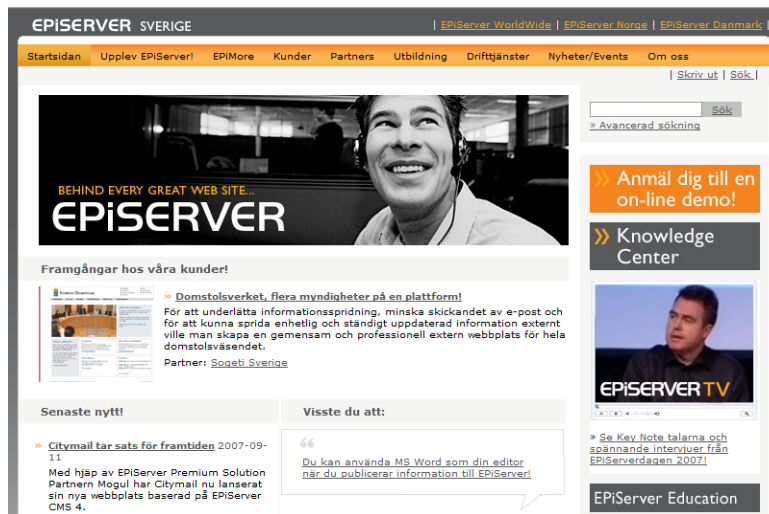 EPiSERVER SVERIGE
| EPiServer WorldWide | EPiServer Norge | EPiServer Danmark |
Startsidan Upplev EPiServer! EPiMore Kunder Partners Utbildning Drifttjänster Nyheter/Events Om oss
| Skriv ut | Sök |
Sök
» Avancerad sökning
BEHIND EVERY GREAT WEB SITE...
EPiSERVER
» Anmäl dig till en
on-line demo!
» Knowledge
Center
Framgångar hos våra kunder!
» Domstolsverket, flera myndigheter på en plattform!
För att underlätta informationsspridning, minska skickandet av e-post och
för att kunna sprida enhetlig och ständigt uppdaterad information externt
ville man skapa en gemensam och professionell extern webbplats för hela
domstolsväsendet.
Partner: Sogeti Sverige
EPiSERVER TV
» Se Key Note talarna och
spännande intervjuer från
EPiServerdagen 2007!
EPiServer Education
Senaste nytt!
» Citymail tar sats för framtiden 2007-09-
11
Med hjäp av EPiServer Premium Solution
Partnern Mogul har Citymail nu lanserat
sin nya webbplats baserad på EPiServer
CMS 4.
Visste du att:
“
Du kan använda MS Word som din editor
när du publicerar information till EPiServer!